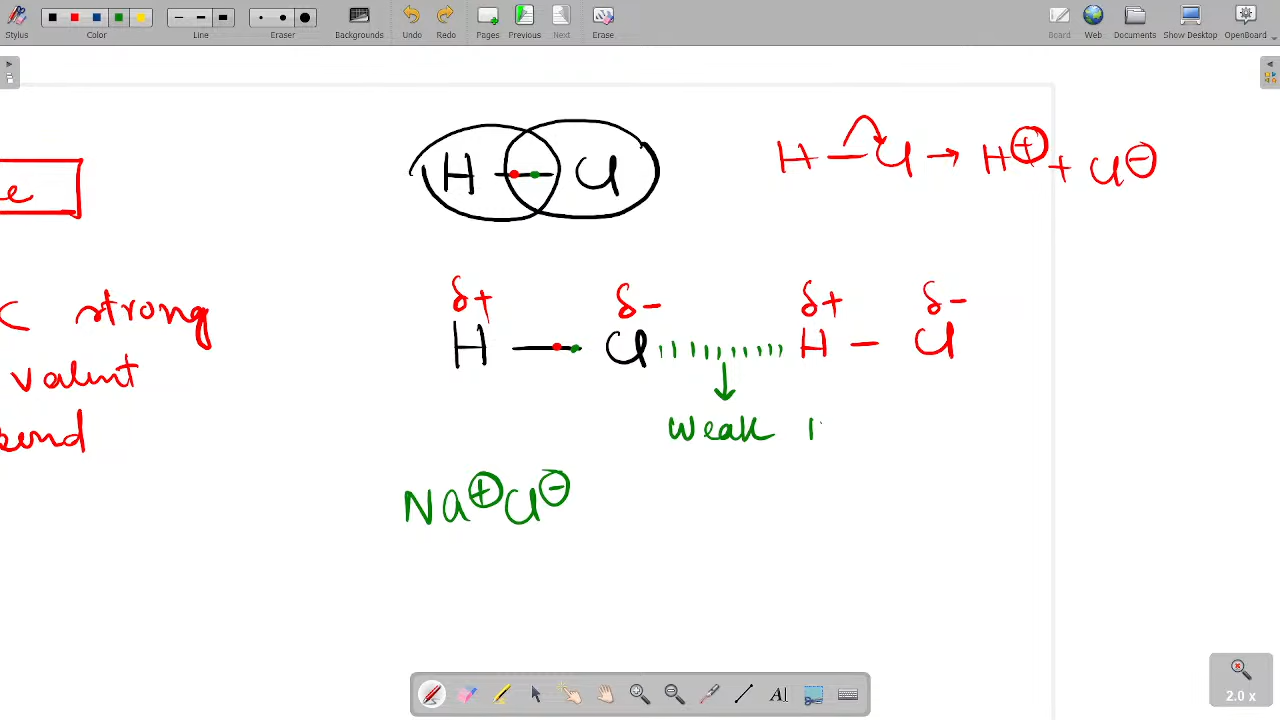 Stylus Color Line Eraser Backgrounds Undo Redo Pages Previous Next Erase Board Web Documents Show Desktop OpenBoard
H — Cl
H — Cl → H⊕ + Cl⊖
e
δ+ δ− δ+ δ−
H — Cl H — Cl
C strong
valent
bond
Weak
Na⊕Cl⊖
2.0 x